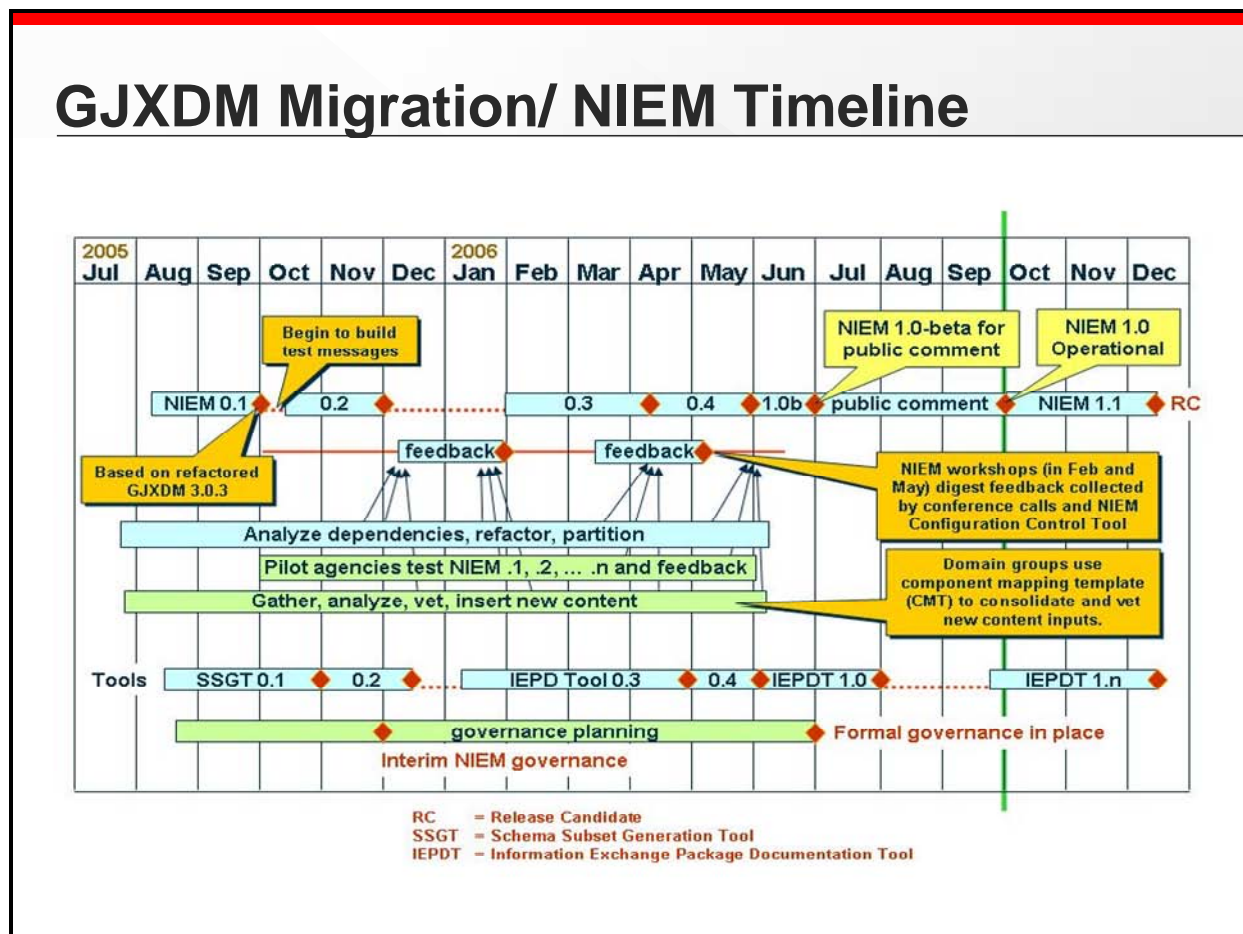 GJXDM Migration/ NIEM Timeline
2005
2006
Jul Aug Sep Oct Nov Dec Jan Feb Mar Apr May Jun Jul Aug Sep Oct Nov Dec
Begin to build
test messages
NIEM 1.0-beta for
public comment
NIEM 1.0
Operational
NIEM 0.1 0.2 0.3 0.4 1.0b public comment NIEM 1.1 RC
feedback feedback
Based on refactored
GJXDM 3.0.3
NIEM workshops (in Feb and
May) digest feedback collected
by conference calls and NIEM
Configuration Control Tool
Analyze dependencies, refactor, partition
Pilot agencies test NIEM .1, .2, ... .n and feedback
Gather, analyze, vet, insert new content
Domain groups use
component mapping template
(CMT) to consolidate and vet
new content inputs.
Tools SSGT 0.1 0.2 IEPD Tool 0.3 0.4 IEPDT 1.0 IEPDT 1.n
governance planning Formal governance in place
Interim NIEM governance
RC = Release Candidate
SSGT = Schema Subset Generation Tool
IEPDT = Information Exchange Package Documentation Tool